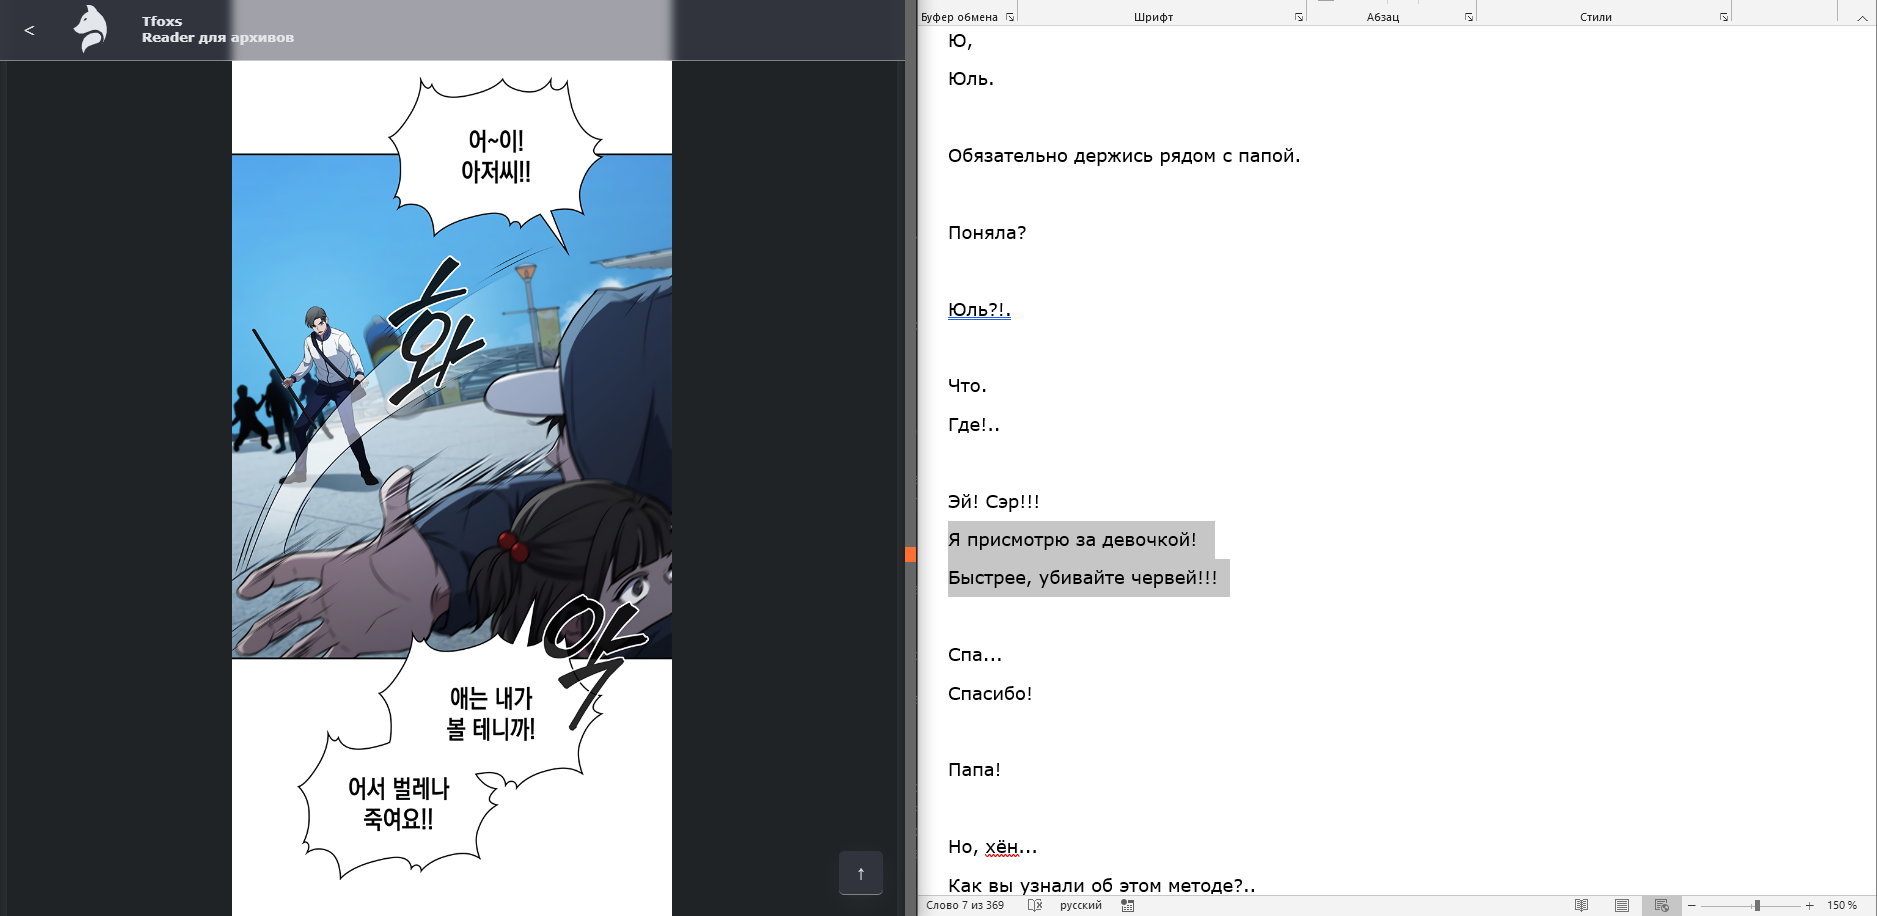 <
Tfoxs
Reader для архивов
어~이!
아저씨!!
화
악
애는 내가
볼 테니까!
어서 벌레나
죽여요!!
↑
Буфер обмена
Шрифт
Абзац
Стили
Ю,
Юль.
Обязательно держись рядом с папой.
Поняла?
Юль?!.
Что.
Где!..
Эй! Сэр!!!
Я присмотрю за девочкой!
Быстрее, убивайте червей!!!
Спа...
Спасибо!
Папа!
Но, хён...
Как вы узнали об этом методе?..
Слово 7 из 369
русский
150 %